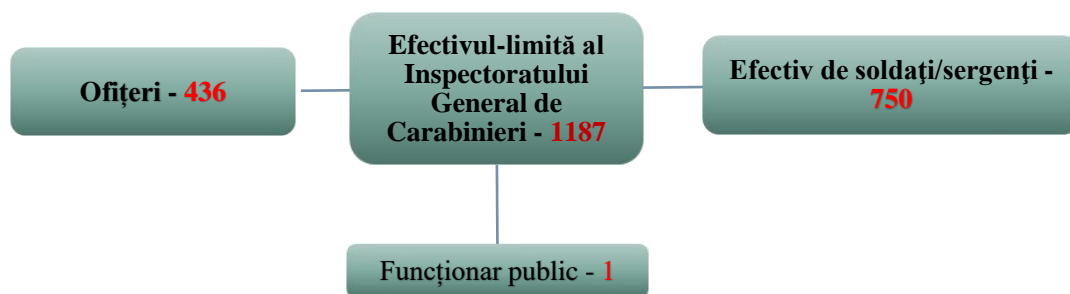 Ofițeri - 436
Efectivul-limită al
Inspectoratului
General de
Carabinieri - 1187
Efectiv de soldaţi/sergenţi -
750
Funcționar public - 1